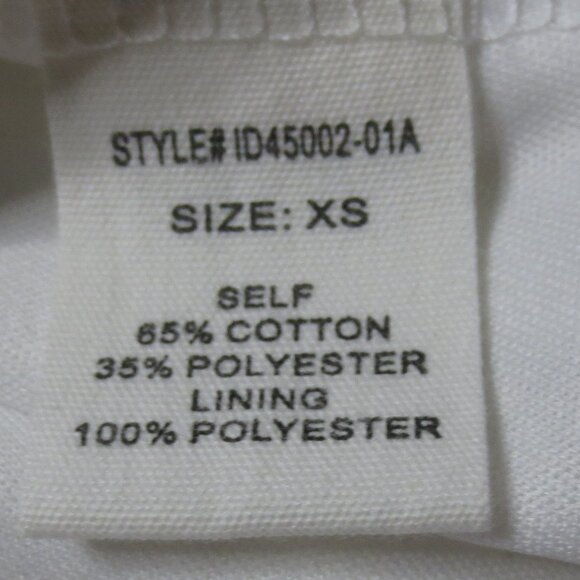 STYLE# ID45002-01A
SIZE: XS
SELF
65% COTTON
35% POLYESTER
LINING
100% POLYESTER